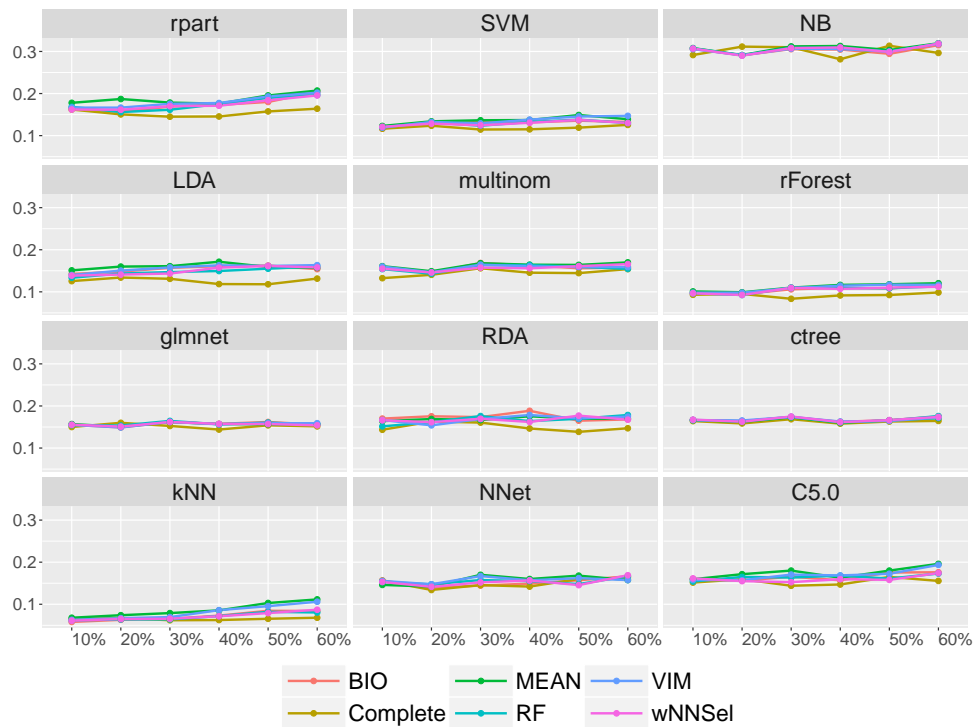 rpart SVM NB
0.3
0.2
0.1
LDA multinom rForest
0.3
0.2
0.1
glmnet RDA ctree
0.3
0.2
0.1
kNN NNet C5.0
0.3
0.2
0.1
10% 20% 30% 40% 50% 60% 10% 20% 30% 40% 50% 60% 10% 20% 30% 40% 50% 60%
BIO MEAN VIM
Complete RF wNNSel